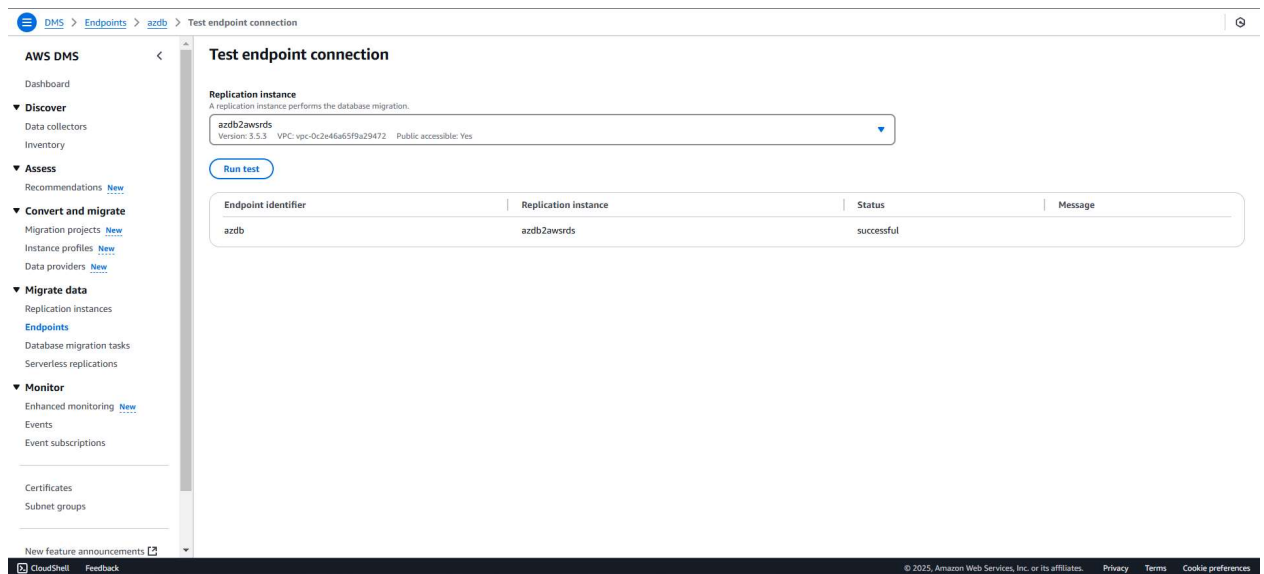 DMS > Endpoints > azdb > Test endpoint connection
AWS DMS
Dashboard
Discover
Data collectors
Inventory
Assess
Recommendations New
Convert and migrate
Migration projects New
Instance profiles New
Data providers New
Migrate data
Replication instances
Endpoints
Database migration tasks
Serverless replications
Monitor
Enhanced monitoring New
Events
Event subscriptions
Certificates
Subnet groups
New feature announcements
Test endpoint connection
Replication instance
A replication instance performs the database migration.
azdb2awsrds
Version: 3.5.3 VPC: vpc-0c2e46a65f9a29472 Public accessible: Yes
Run test
Endpoint identifier Replication instance Status Message
azdb azdb2awsrds successful
CloudShell Feedback © 2025, Amazon Web Services, Inc. or its affiliates. Privacy Terms Cookie preferences